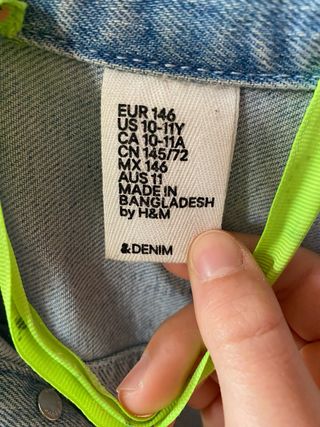 EUR 146
US 10-11Y
CA 10-11A
CN 145/72
MX 146
AUS 11
MADE IN
BANGLADESH
by H&M
&DENIM